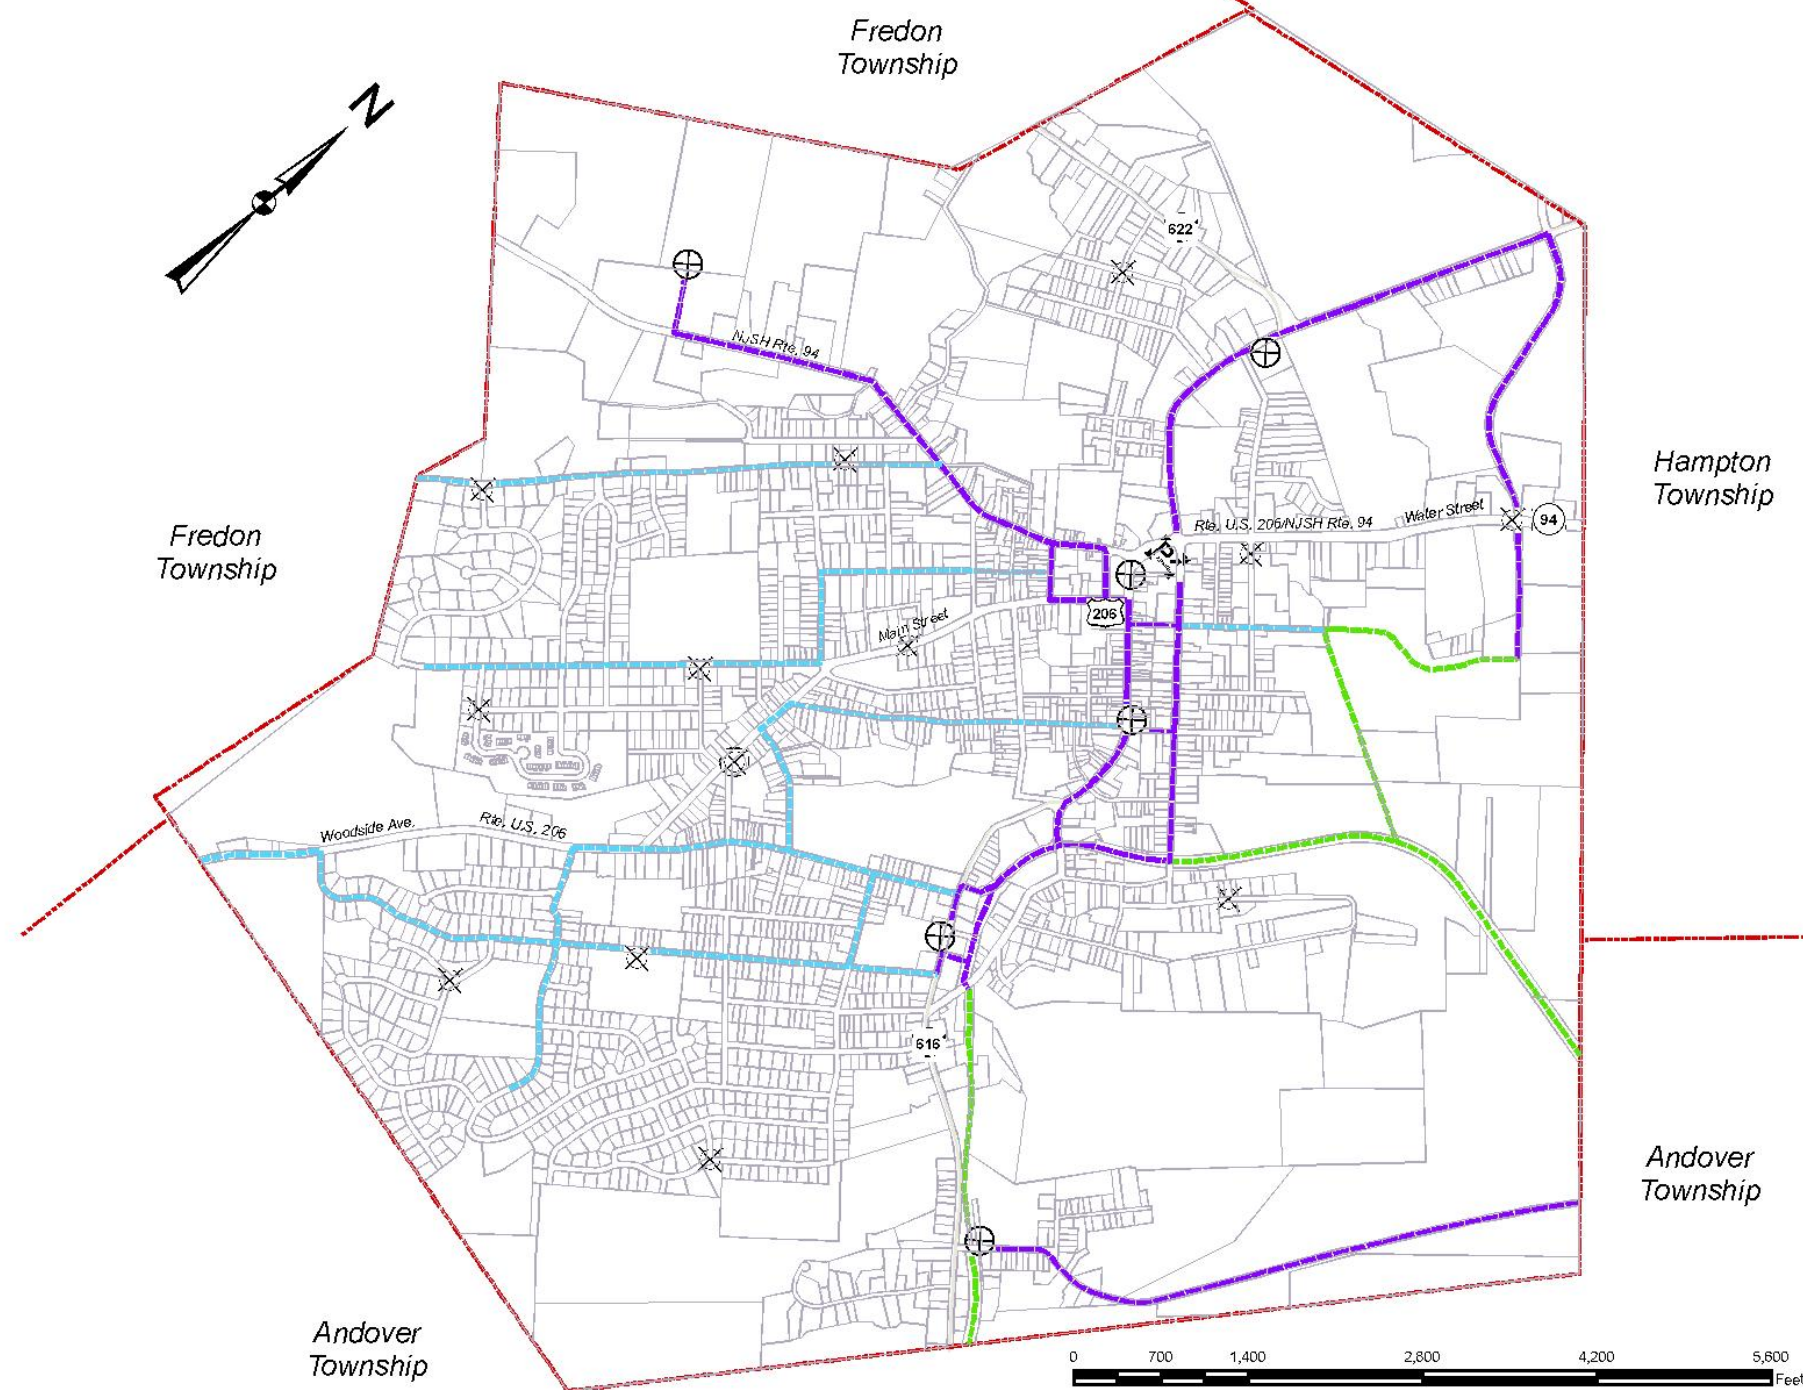 Fredon
Township
N
622
NJSH Rte. 94
Hampton
Township
Rte. U.S. 206/NJSH Rte. 94
Water Street
94
Fredon
Township
P
206
Main Street
Woodside Ave.
Rte. U.S. 206
616
Andover
Township
Andover
Township
0 700 1,400 2,800 4,200 5,600
Feet